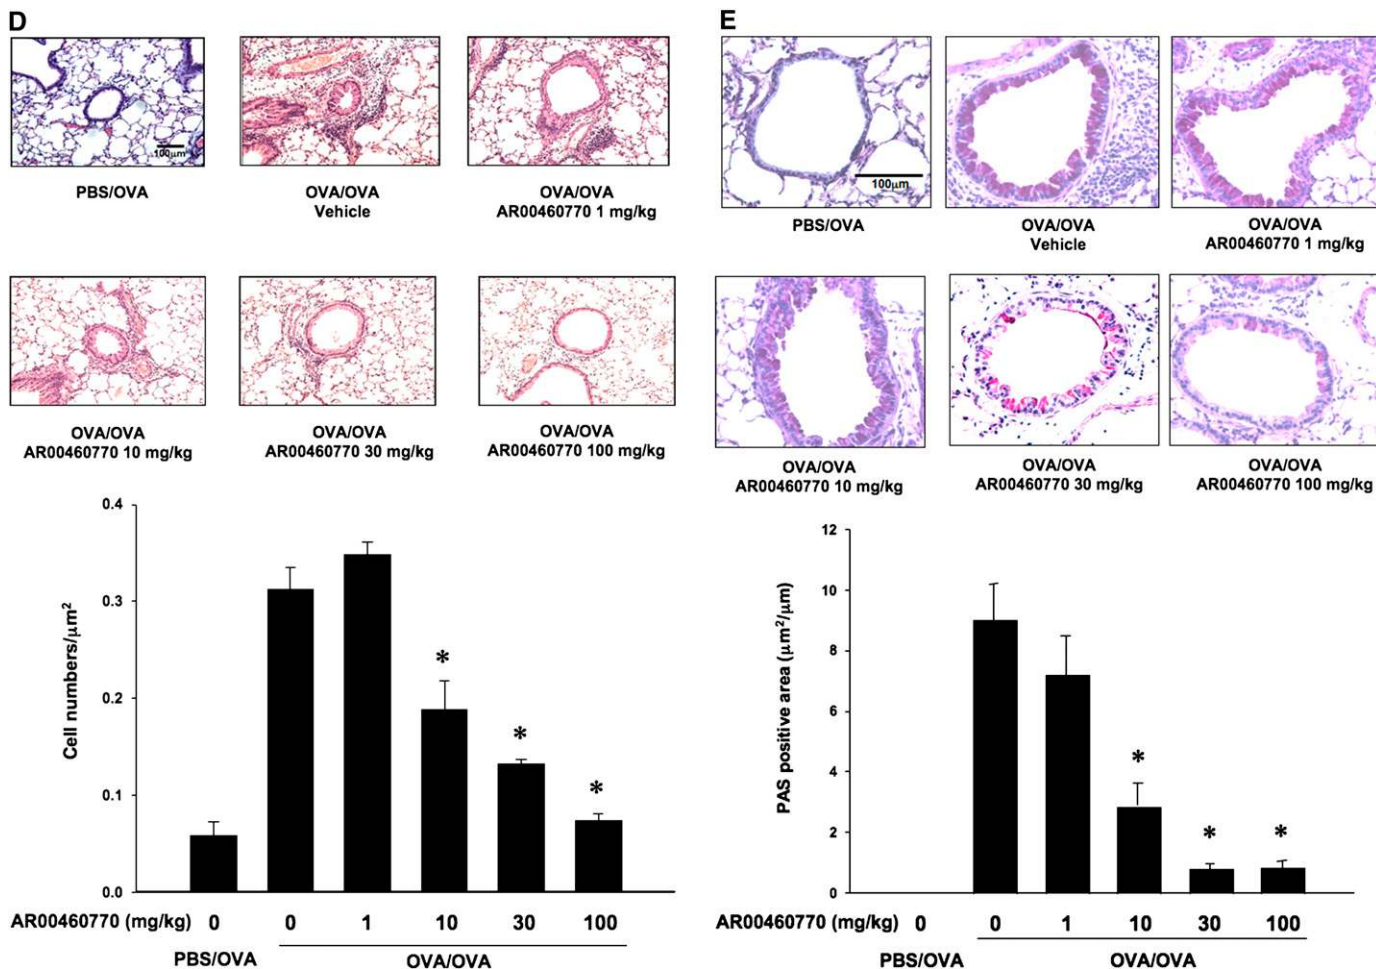 D
100μm
PBS/OVA
OVA/OVA
Vehicle
OVA/OVA
AR00460770 1 mg/kg
OVA/OVA
AR00460770 10 mg/kg
OVA/OVA
AR00460770 30 mg/kg
OVA/OVA
AR00460770 100 mg/kg
Cell numbers/μm²
0.4
0.3
0.2
0.1
0.0
* * *
AR00460770 (mg/kg) 0 0 1 10 30 100
PBS/OVA OVA/OVA
E
100μm
PBS/OVA
OVA/OVA
Vehicle
OVA/OVA
AR00460770 1 mg/kg
OVA/OVA
AR00460770 10 mg/kg
OVA/OVA
AR00460770 30 mg/kg
OVA/OVA
AR00460770 100 mg/kg
PAS positive area (μm²/μm)
12
10
8
6
4
2
0
* * *
AR00460770 (mg/kg) 0 0 1 10 30 100
PBS/OVA OVA/OVA